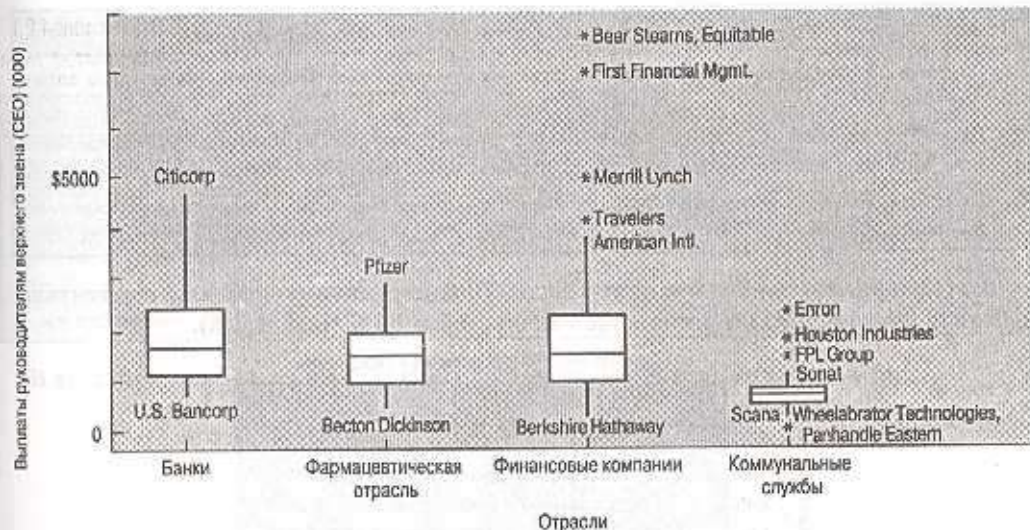 Выплаты руководителям верхнего звена (CEO) (000)
$5000
0
Citicorp
U.S. Bancorp
Pfizer
Becton Dickinson
* Beer Stearns, Equitable
* First Financial Mgmt.
* Merrill Lynch
* Travelers
American Intl.
Berkshire Hathaway
* Enron
* Houston Industries
* FPL Group
Sonat
Scana, Wheelabrator Technologies,
* Panhandle Eastern
Банки
Фармацевтическая
отрасль
Финансовые компании
Коммунальные
службы
Отрасли